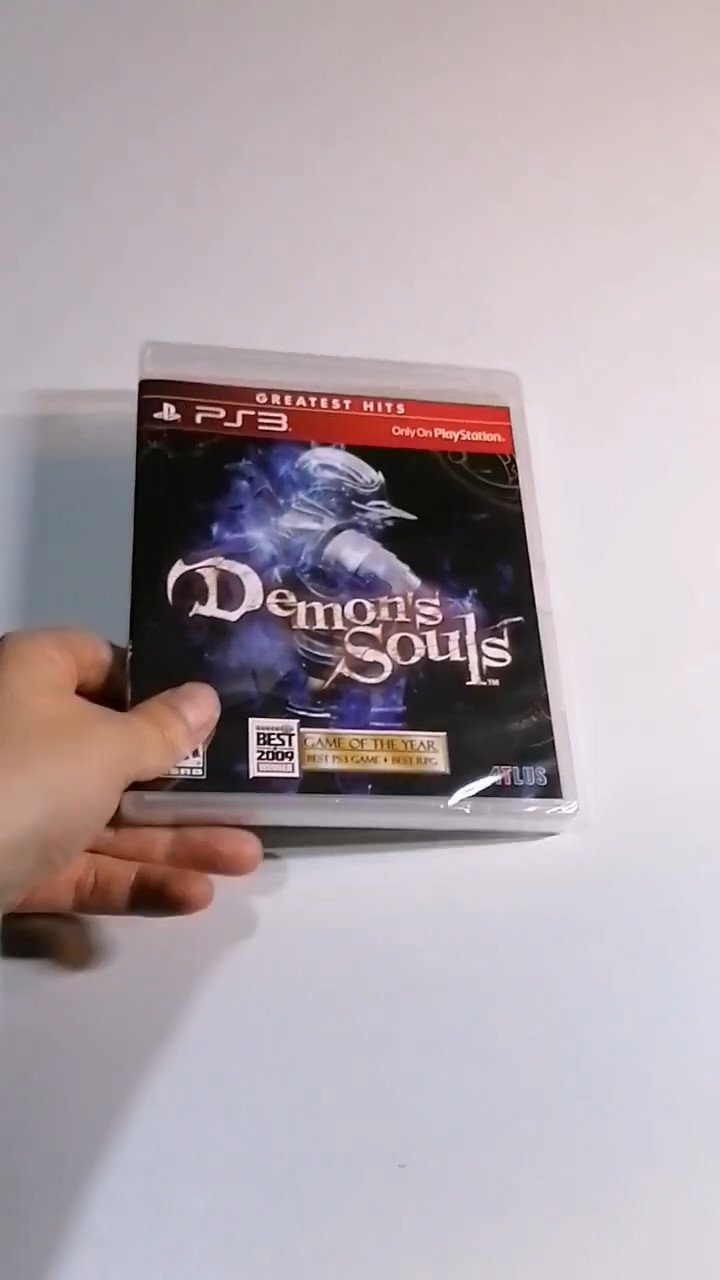 GREATEST HITS
PS3
Only On PlayStation
Demon's
Souls
TM
BEST
2009
WINNER
GAME OF THE YEAR
BEST PS3 GAME • BEST RPG
ATLUS